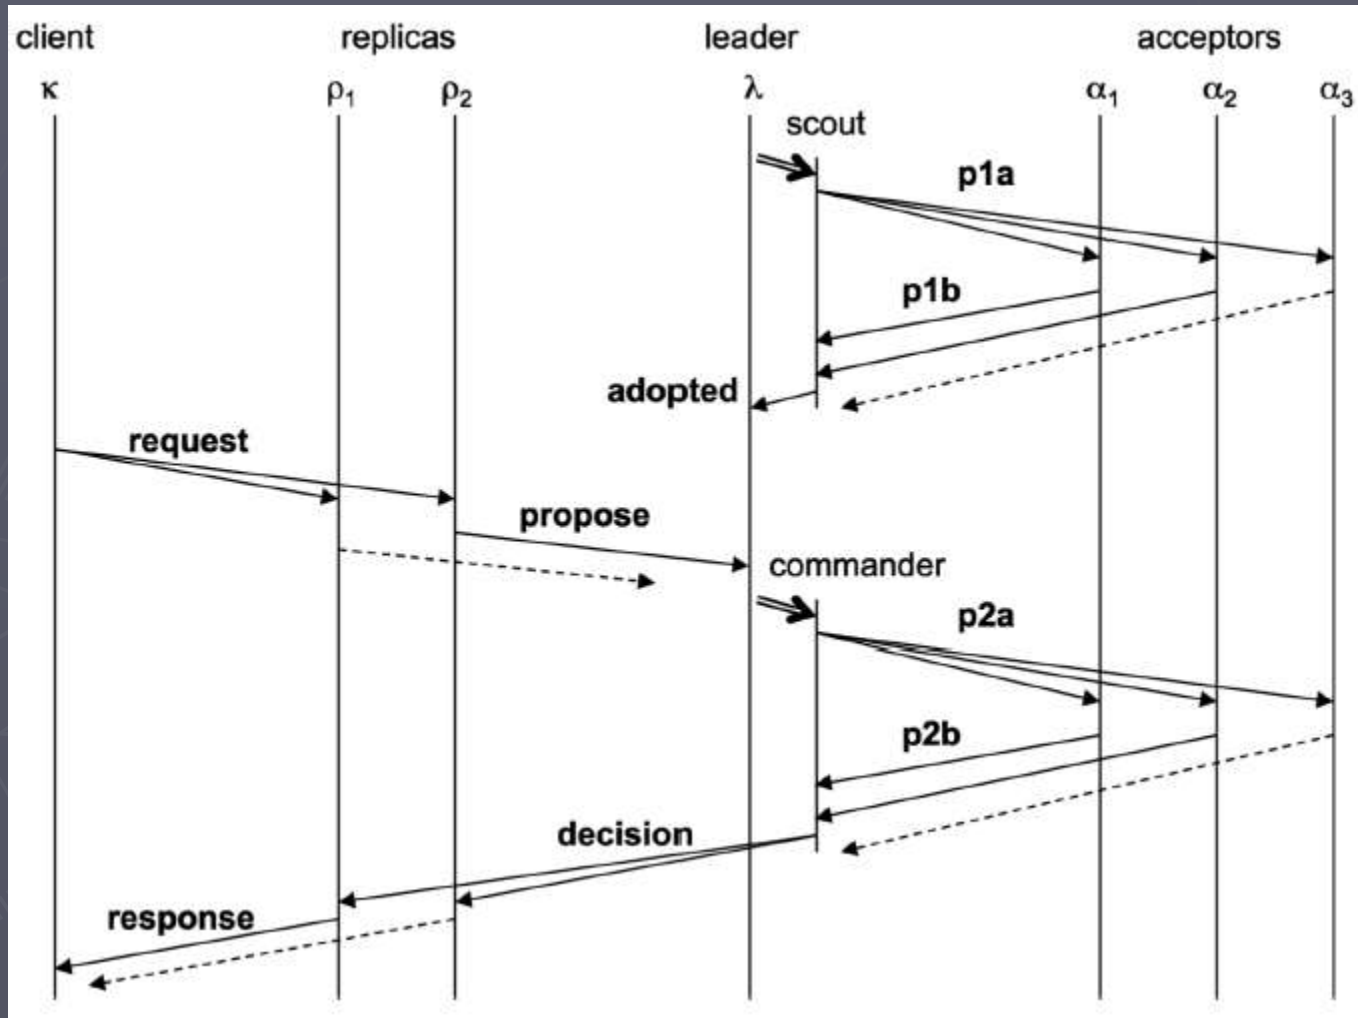 client replicas leader acceptors
κ ρ1 ρ2 λ α1 α2 α3
scout
p1a
p1b
adopted
request
propose
commander
p2a
p2b
decision
response